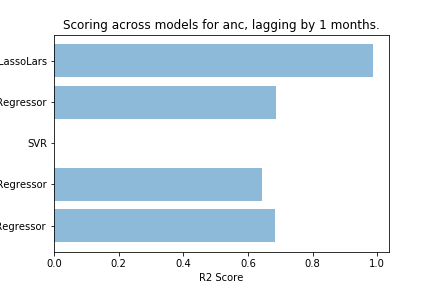 Scoring across models for anc, lagging by 1 months.
LassoLars
Regressor
SVR
Regressor
Regressor
0.0 0.2 0.4 0.6 0.8 1.0
R2 Score